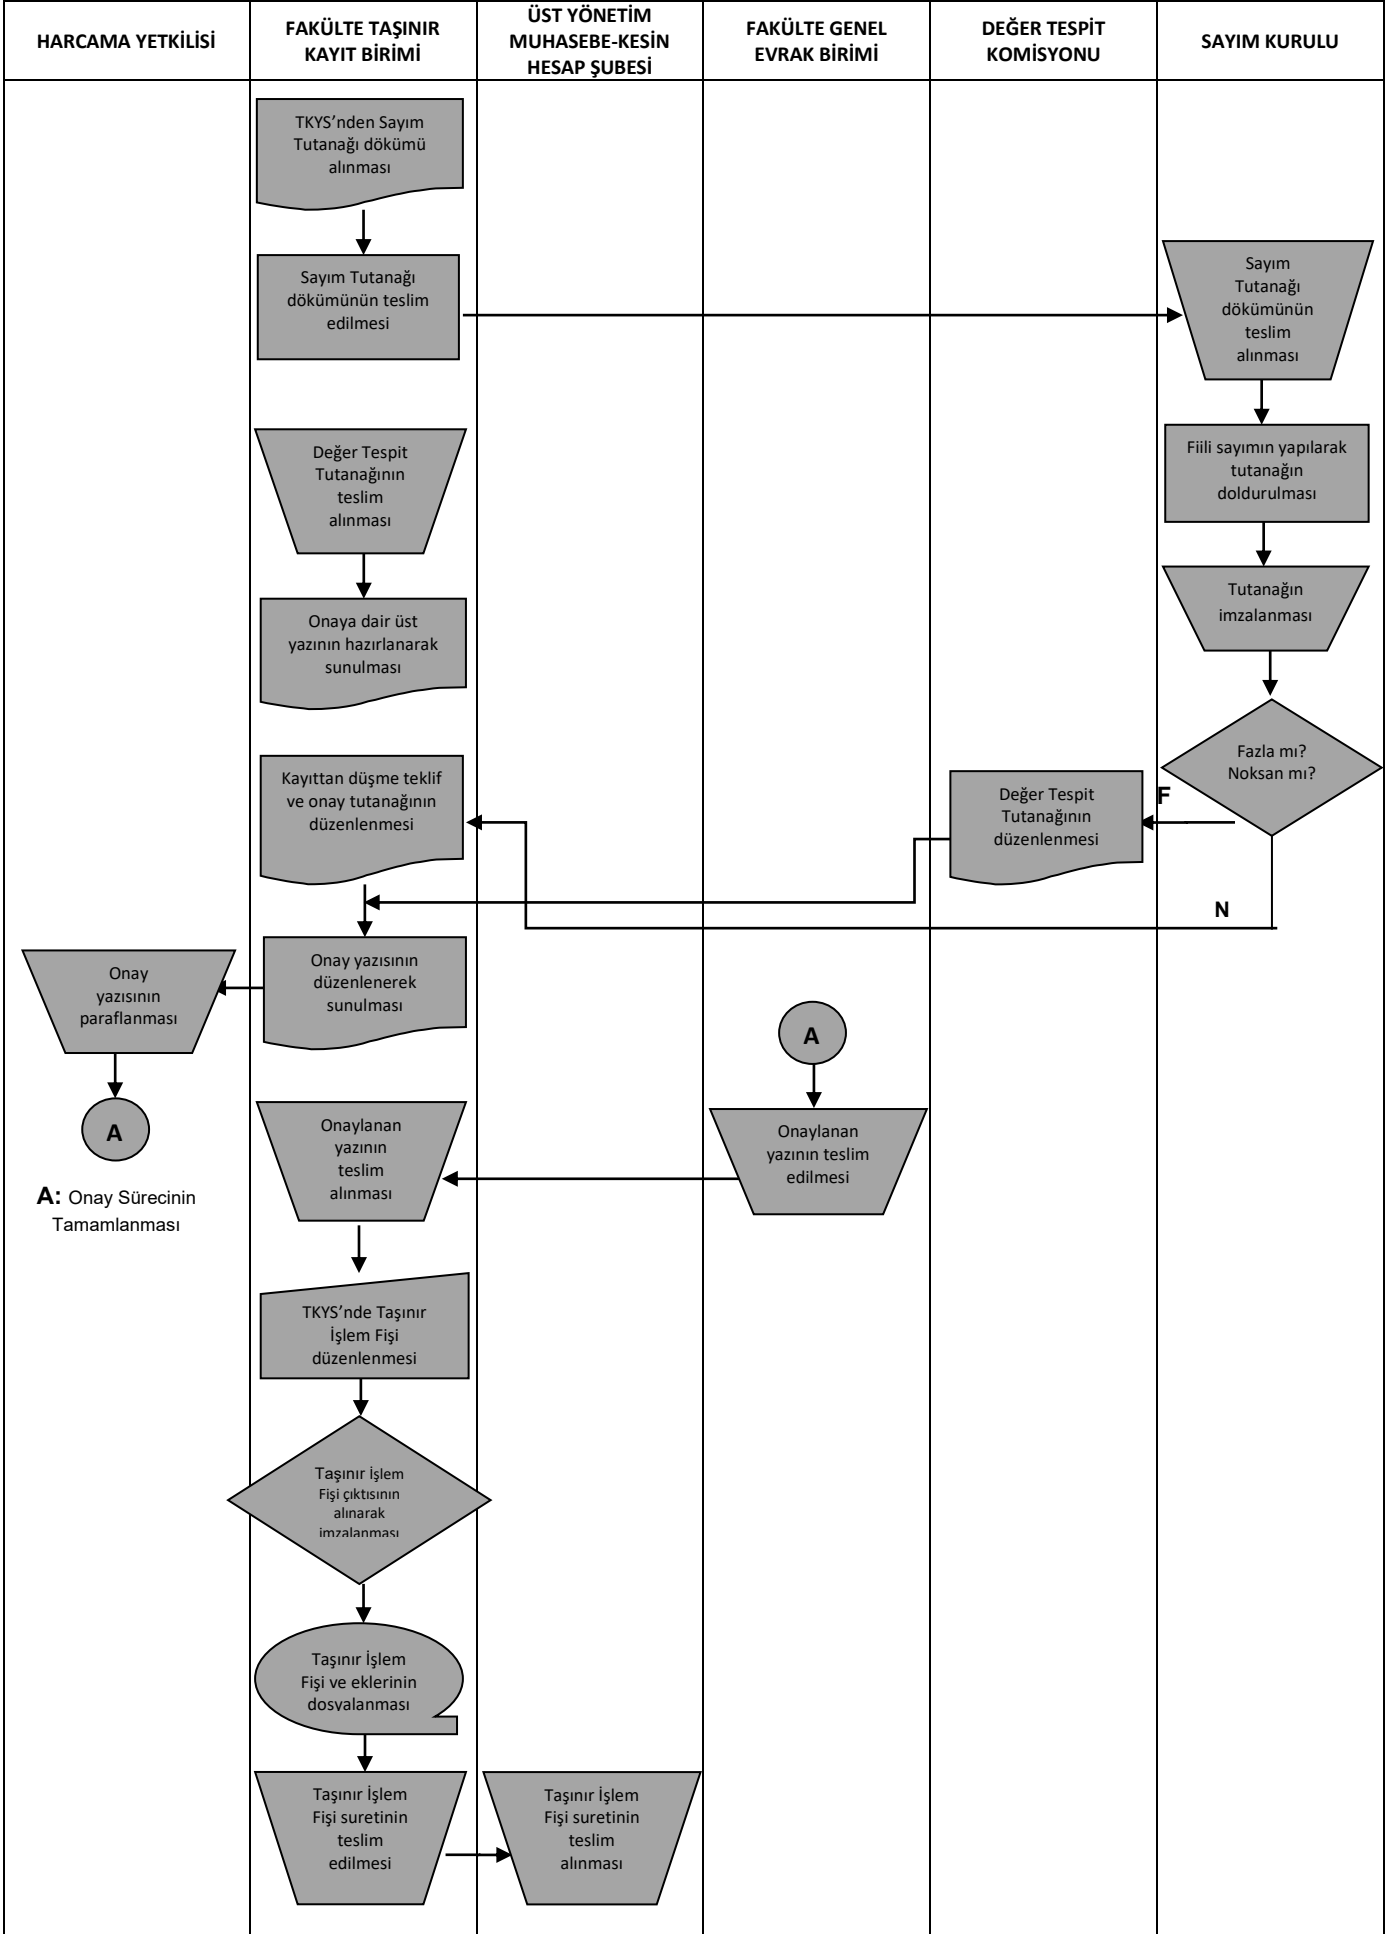 HARCAMA YETKİLİSİ
FAKÜLTE TAŞINIR
KAYIT BİRİMİ
ÜST YÖNETİM
MUHASEBE-KESİN
HESAP ŞUBESİ
FAKÜLTE GENEL
EVRAK BİRİMİ
DEĞER TESPİT
KOMİSYONU
SAYIM KURULU
TKYS’nden Sayım
Tutanağı dökümü
alınması
Sayım Tutanağı
dökümünün teslim
edilmesi
Sayım
Tutanağı
dökümünün
teslim
alınması
Fiili sayımın yapılarak
tutanağın
doldurulması
Tutanağın
imzalanması
Fazla mı?
Noksan mı?
F
N
Değer Tespit
Tutanağının
düzenlenmesi
Değer Tespit
Tutanağının
teslim
alınması
Onaya dair üst
yazının hazırlanarak
sunulması
Kayıttan düşme teklif
ve onay tutanağının
düzenlenmesi
Onay yazısının
düzenlenerek
sunulması
Onay
yazısının
paraflanması
A
A: Onay Sürecinin
Tamamlanması
A
Onaylanan
yazının teslim
edilmesi
Onaylanan
yazının
teslim
alınması
TKYS’nde Taşınır
İşlem Fişi
düzenlenmesi
Taşınır İşlem
Fişi çıktısının
alınarak
imzalanması
Taşınır İşlem
Fişi ve eklerinin
dosyalanması
Taşınır İşlem
Fişi suretinin
teslim
edilmesi
Taşınır İşlem
Fişi suretinin
teslim
alınması